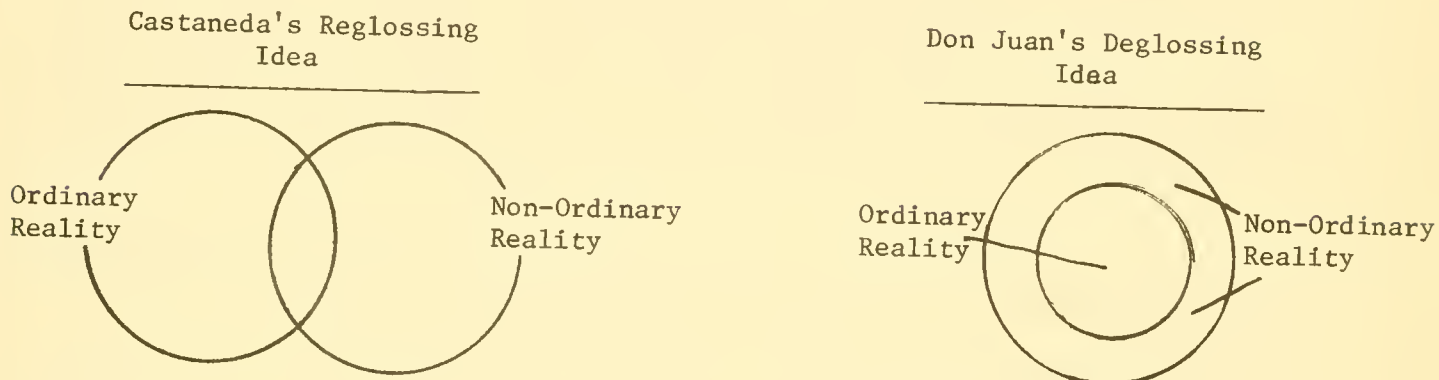 Castaneda's Reglossing
Idea
Ordinary
Reality
Non-Ordinary
Reality
Don Juan's Deglossing
Idea
Ordinary
Reality
Non-Ordinary
Reality